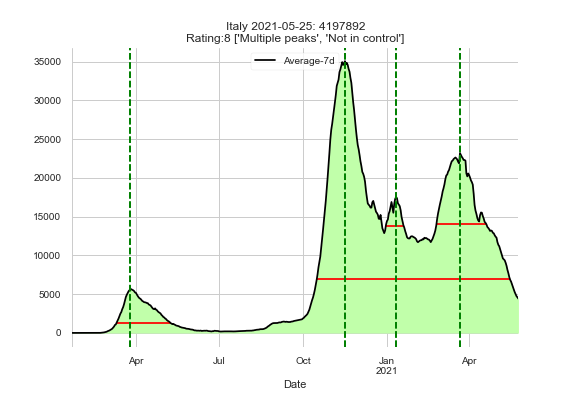 Italy 2021-05-25: 4197892
Rating:8 ['Multiple peaks', 'Not in control']
Average-7d
35000
30000
25000
20000
15000
10000
5000
0
Apr
Jul
Oct
Jan
2021
Apr
Date